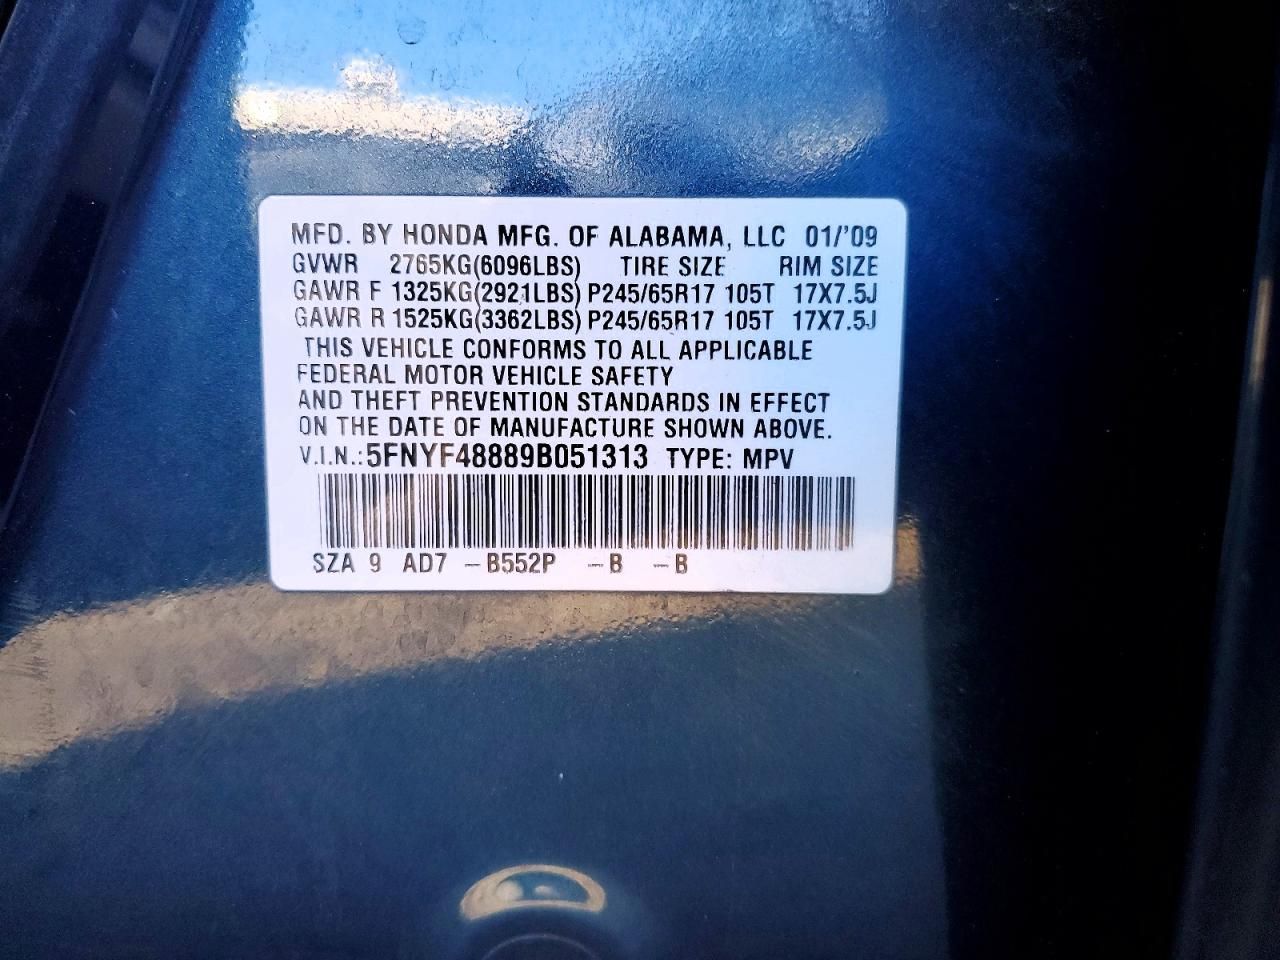 MFD. BY HONDA MFG. OF ALABAMA, LLC 01/'09
GVWR 2765KG(6096LBS) TIRE SIZE RIM SIZE
GAWR F 1325KG(2921LBS) P245/65R17 105T 17X7.5J
GAWR R 1525KG(3362LBS) P245/65R17 105T 17X7.5J
THIS VEHICLE CONFORMS TO ALL APPLICABLE
FEDERAL MOTOR VEHICLE SAFETY
AND THEFT PREVENTION STANDARDS IN EFFECT
ON THE DATE OF MANUFACTURE SHOWN ABOVE.
V.I.N.:5FNYF48889B051313 TYPE: MPV
SZA 9 AD7 - B552P - B - B